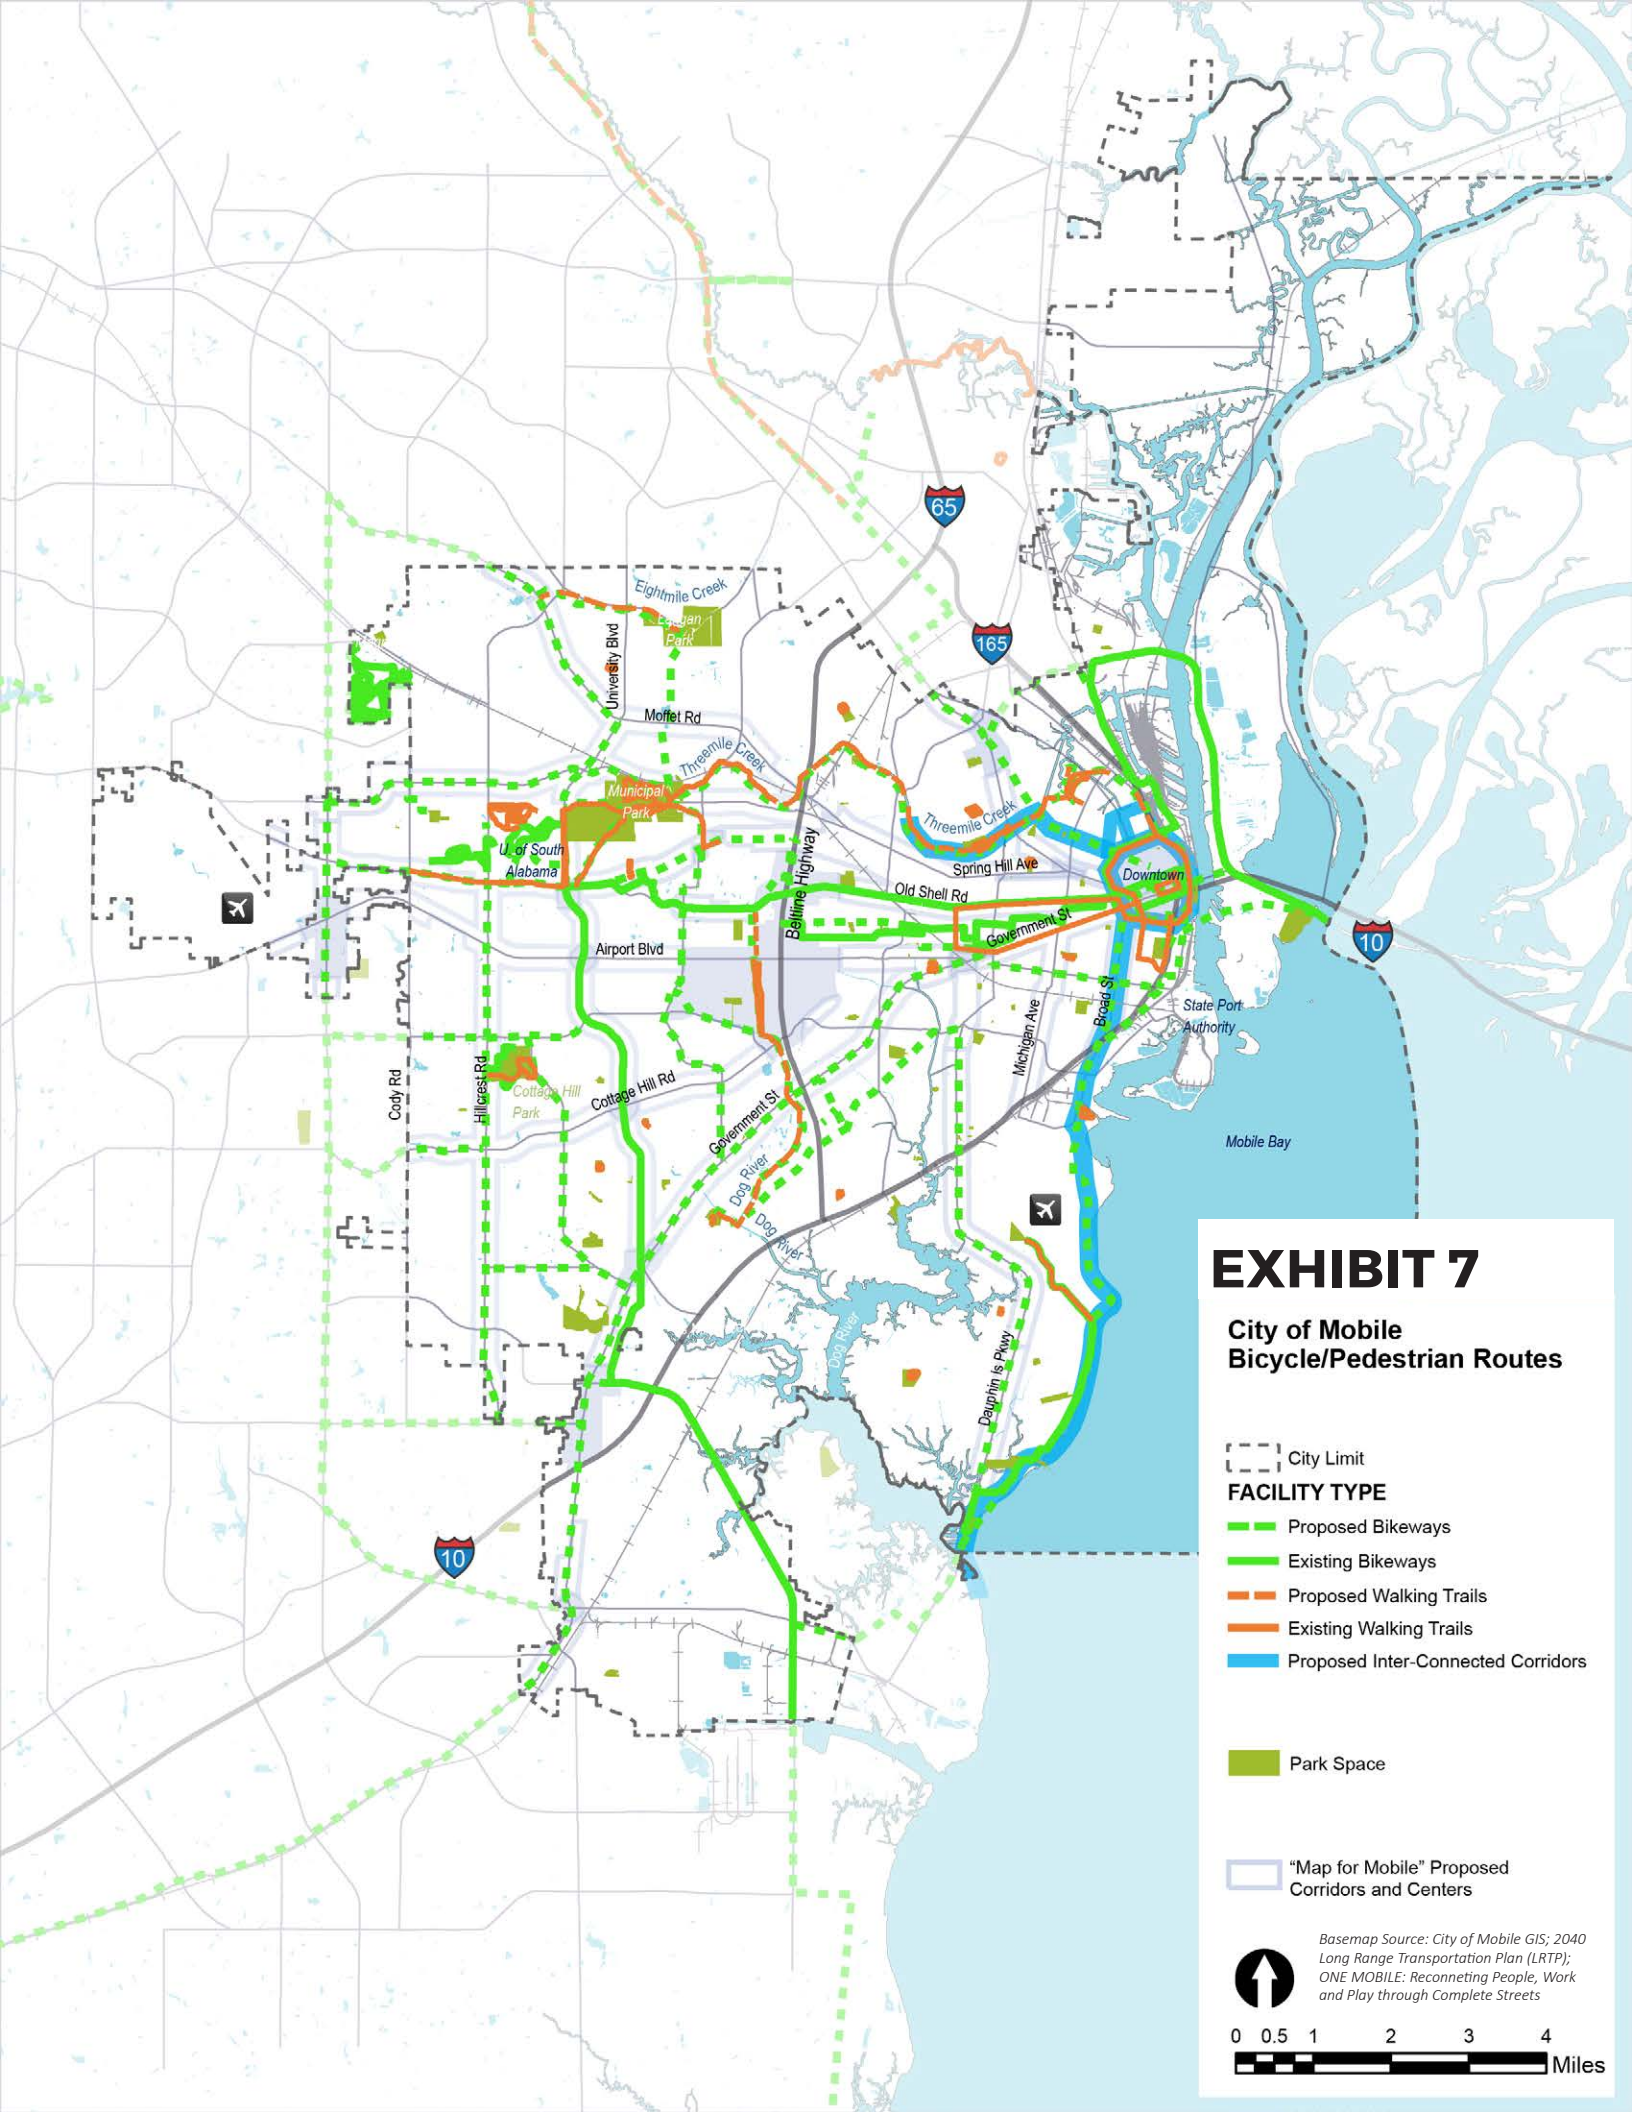 65
Eightmile Creek
Langan
Park
165
University Blvd
Moffet Rd
Threemile Creek
Municipal
Park
Threemile Creek
U. of South
Alabama
Spring Hill Ave
Downtown
Beltline Highway
Old Shell Rd
Government St
Airport Blvd
10
State Port
Authority
Broad St
Michigan Ave
Cody Rd
Hillcrest Rd
Cottage Hill
Park
Cottage Hill Rd
Government St
Mobile Bay
Dog River
Dog River
Dog River
Dauphin Is Pkwy
10
EXHIBIT 7
City of Mobile
Bicycle/Pedestrian Routes
City Limit
FACILITY TYPE
Proposed Bikeways
Existing Bikeways
Proposed Walking Trails
Existing Walking Trails
Proposed Inter-Connected Corridors
Park Space
“Map for Mobile” Proposed
Corridors and Centers
Basemap Source: City of Mobile GIS; 2040
Long Range Transportation Plan (LRTP);
ONE MOBILE: Reconneting People, Work
and Play through Complete Streets
0 0.5 1 2 3 4
Miles